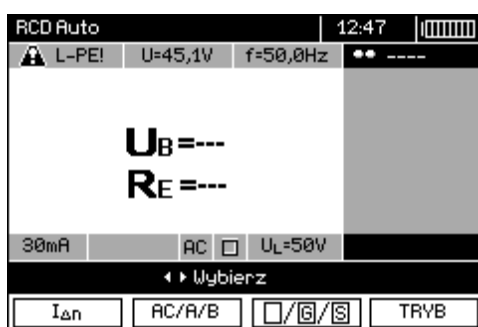 RCD Auto 12:47
L-PE! U=45,1V f=50,0Hz ----
UB=---
RE=---
30mA AC UL=50V
Wybierz
IΔn AC/A/B □/G/S TRYB